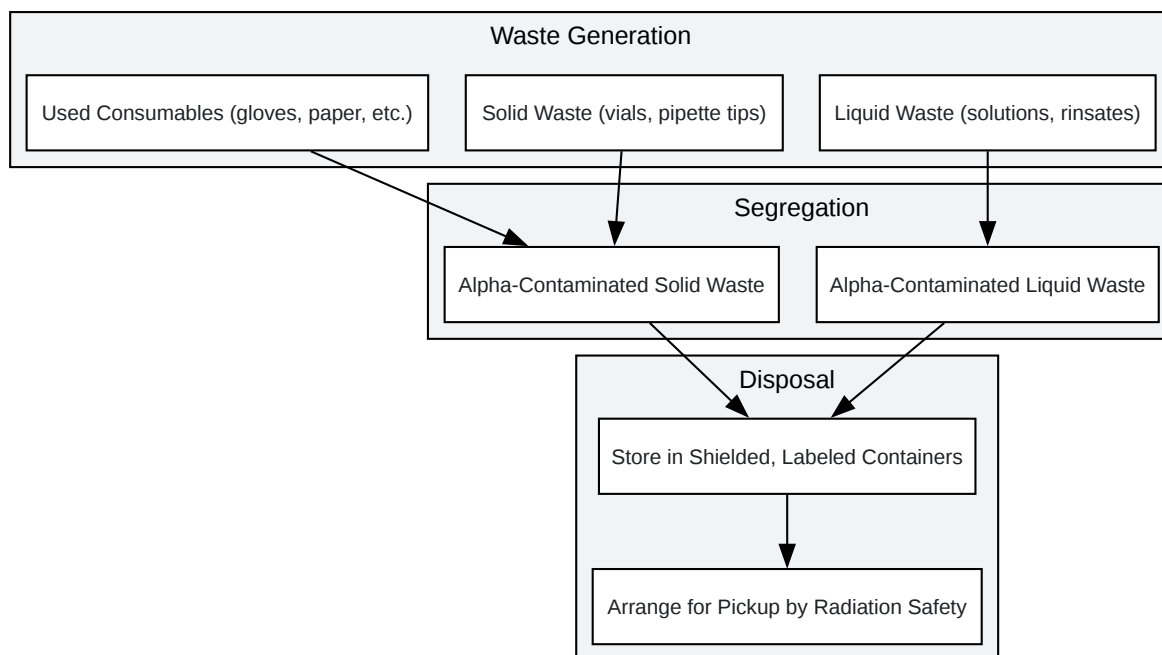 Waste Generation
Used Consumables (gloves, paper, etc.)
Solid Waste (vials, pipette tips)
Liquid Waste (solutions, rinsates)
Segregation
Alpha-Contaminated Solid Waste
Alpha-Contaminated Liquid Waste
Disposal
Store in Shielded, Labeled Containers
Arrange for Pickup by Radiation Safety